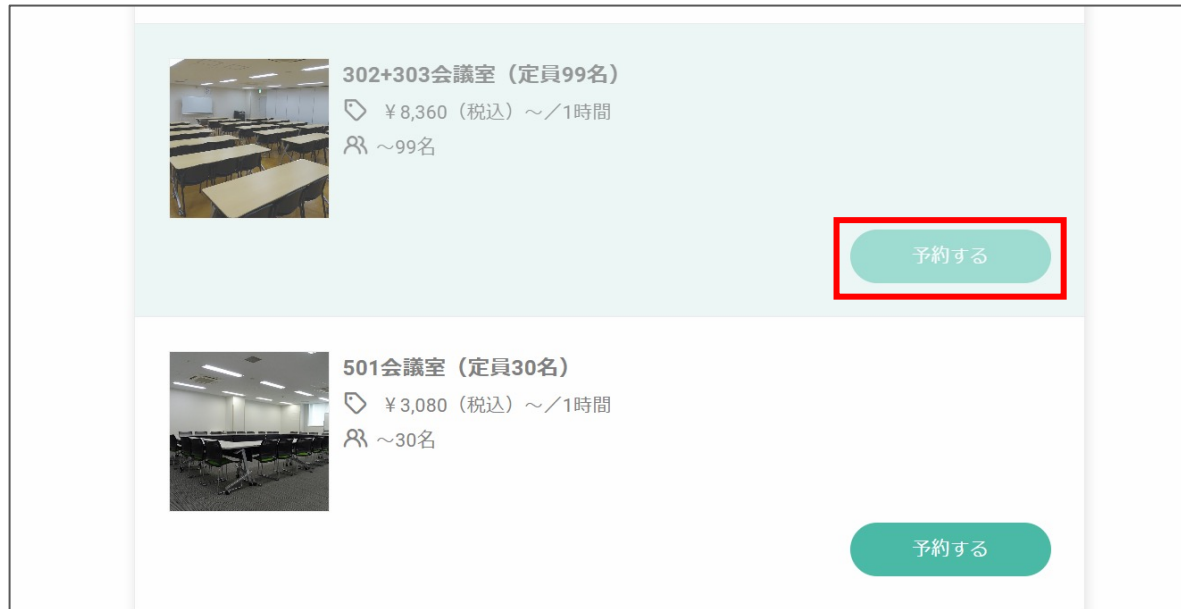 302+303会議室（定員99名）
￥8,360（税込）～／1時間
～99名
予約する
501会議室（定員30名）
￥3,080（税込）～／1時間
～30名
予約する